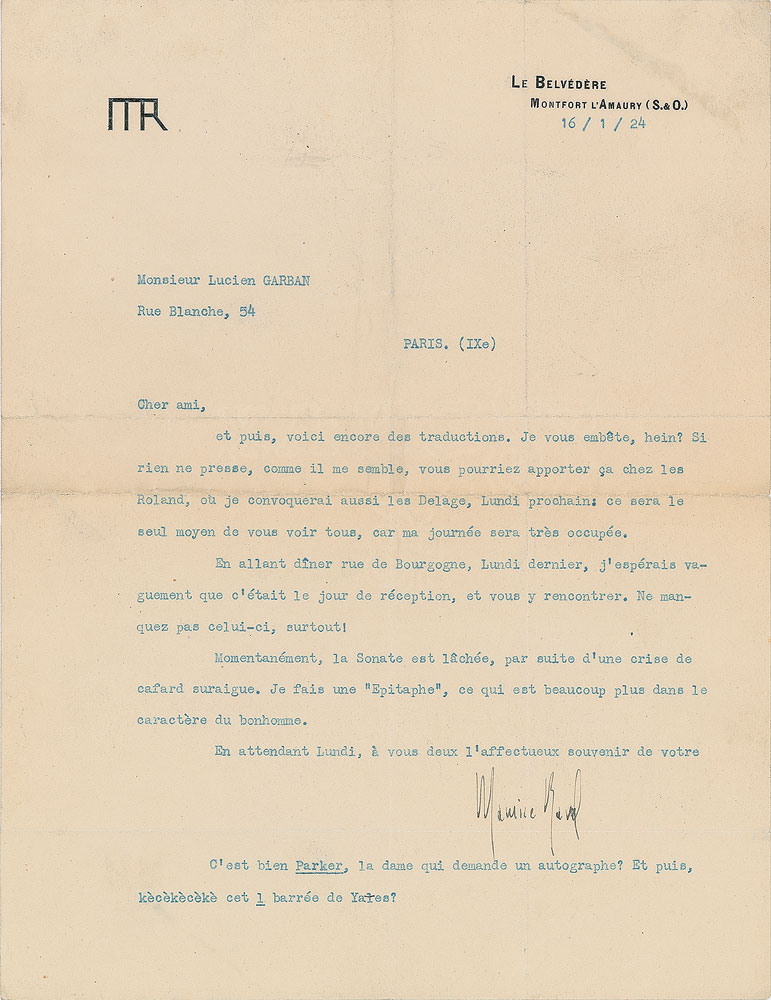 MR
LE BELVÉDÈRE
MONTFORT L'AMAURY (S.&O.)
16 / 1 / 24
Monsieur Lucien GARBAN
Rue Blanche, 54
PARIS. (IXe)
Cher ami,
et puis, voici encore des traductions. Je vous embête, hein? Si
rien ne presse, comme il me semble, vous pourriez apporter ça chez les
Roland, où je convoquerai aussi les Delage, Lundi prochain: ce sera le
seul moyen de vous voir tous, car ma journée sera très occupée.
En allant dîner rue de Bourgogne, Lundi dernier, j'espérais va-
guement que c'était le jour de réception, et vous y rencontrer. Ne man-
quez pas celui-ci, surtout!
Momentanément, la Sonate est lâchée, par suite d'une crise de
cafard suraigue. Je fais une "Epitaphe", ce qui est beaucoup plus dans le
caractère du bonhomme.
En attendant Lundi, à vous deux l'affectueux souvenir de votre
Maurice Ravel
C'est bien Parker, la dame qui demande un autographe? Et puis,
kècèkècèkè cet 1 barrée de